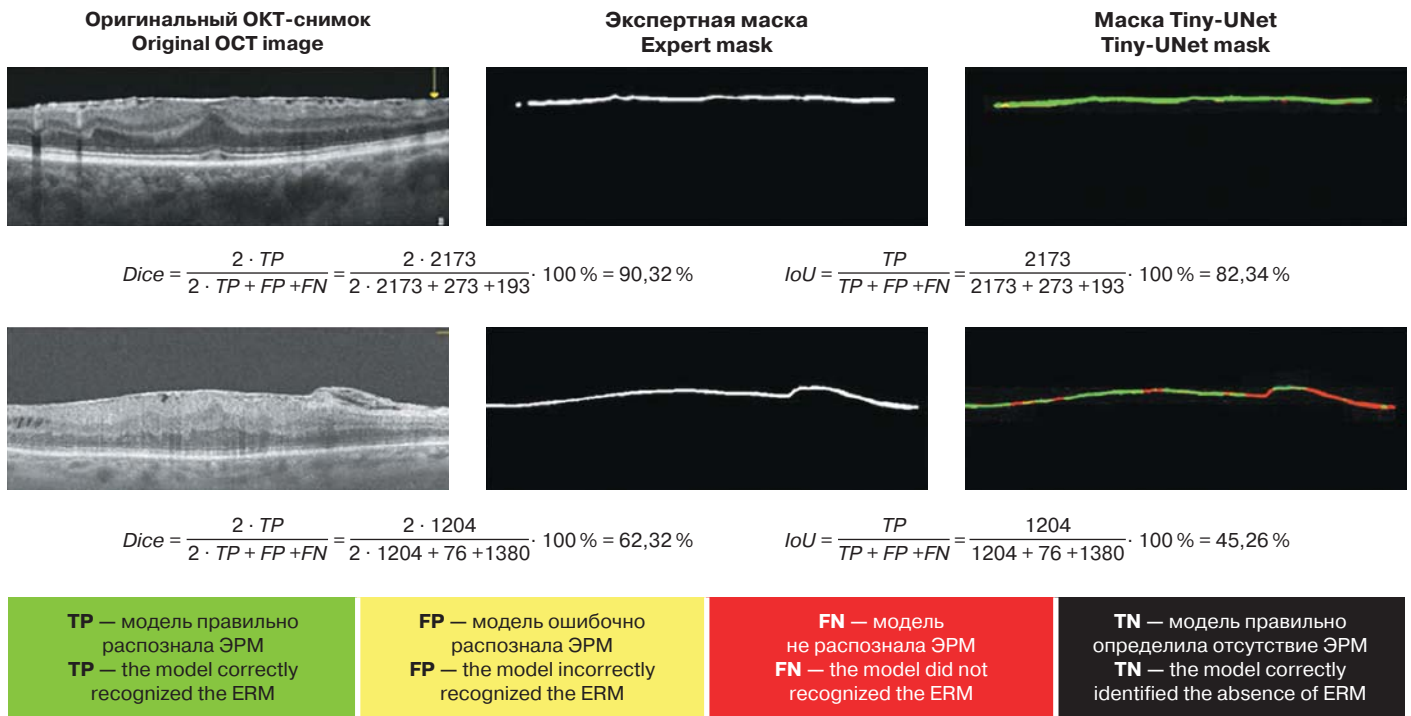 Оригинальный ОКТ-снимок
Original OCT image
Экспертная маска
Expert mask
Маска Tiny-UNet
Tiny-UNet mask
Dice = 2 · TP / 2 · TP + FP +FN = 2 · 2173 / 2 · 2173 + 273 +193 · 100 % = 90,32 %
IoU = TP / TP + FP +FN = 2173 / 2173 + 273 +193 · 100 % = 82,34 %
Dice = 2 · TP / 2 · TP + FP +FN = 2 · 1204 / 2 · 1204 + 76 +1380 · 100 % = 62,32 %
IoU = TP / TP + FP +FN = 1204 / 1204 + 76 +1380 · 100 % = 45,26 %
TP — модель правильно
распознала ЭРМ
TP — the model correctly
recognized the ERM
FP — модель ошибочно
распознала ЭРМ
FP — the model incorrectly
recognized the ERM
FN — модель
не распознала ЭРМ
FN — the model did not
recognized the ERM
TN — модель правильно
определила отсутствие ЭРМ
TN — the model correctly
identified the absence of ERM